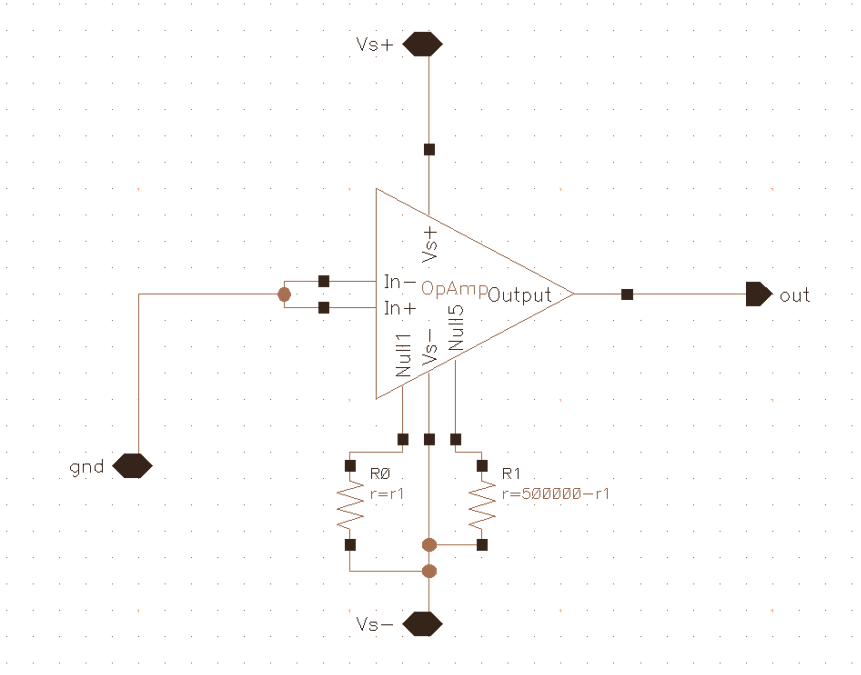 Vs+
Vs+
In-
OpAmp
Output
out
In+
Null1
Vs-
Null5
gnd
R0
r=r1
R1
r=500000-r1
Vs-